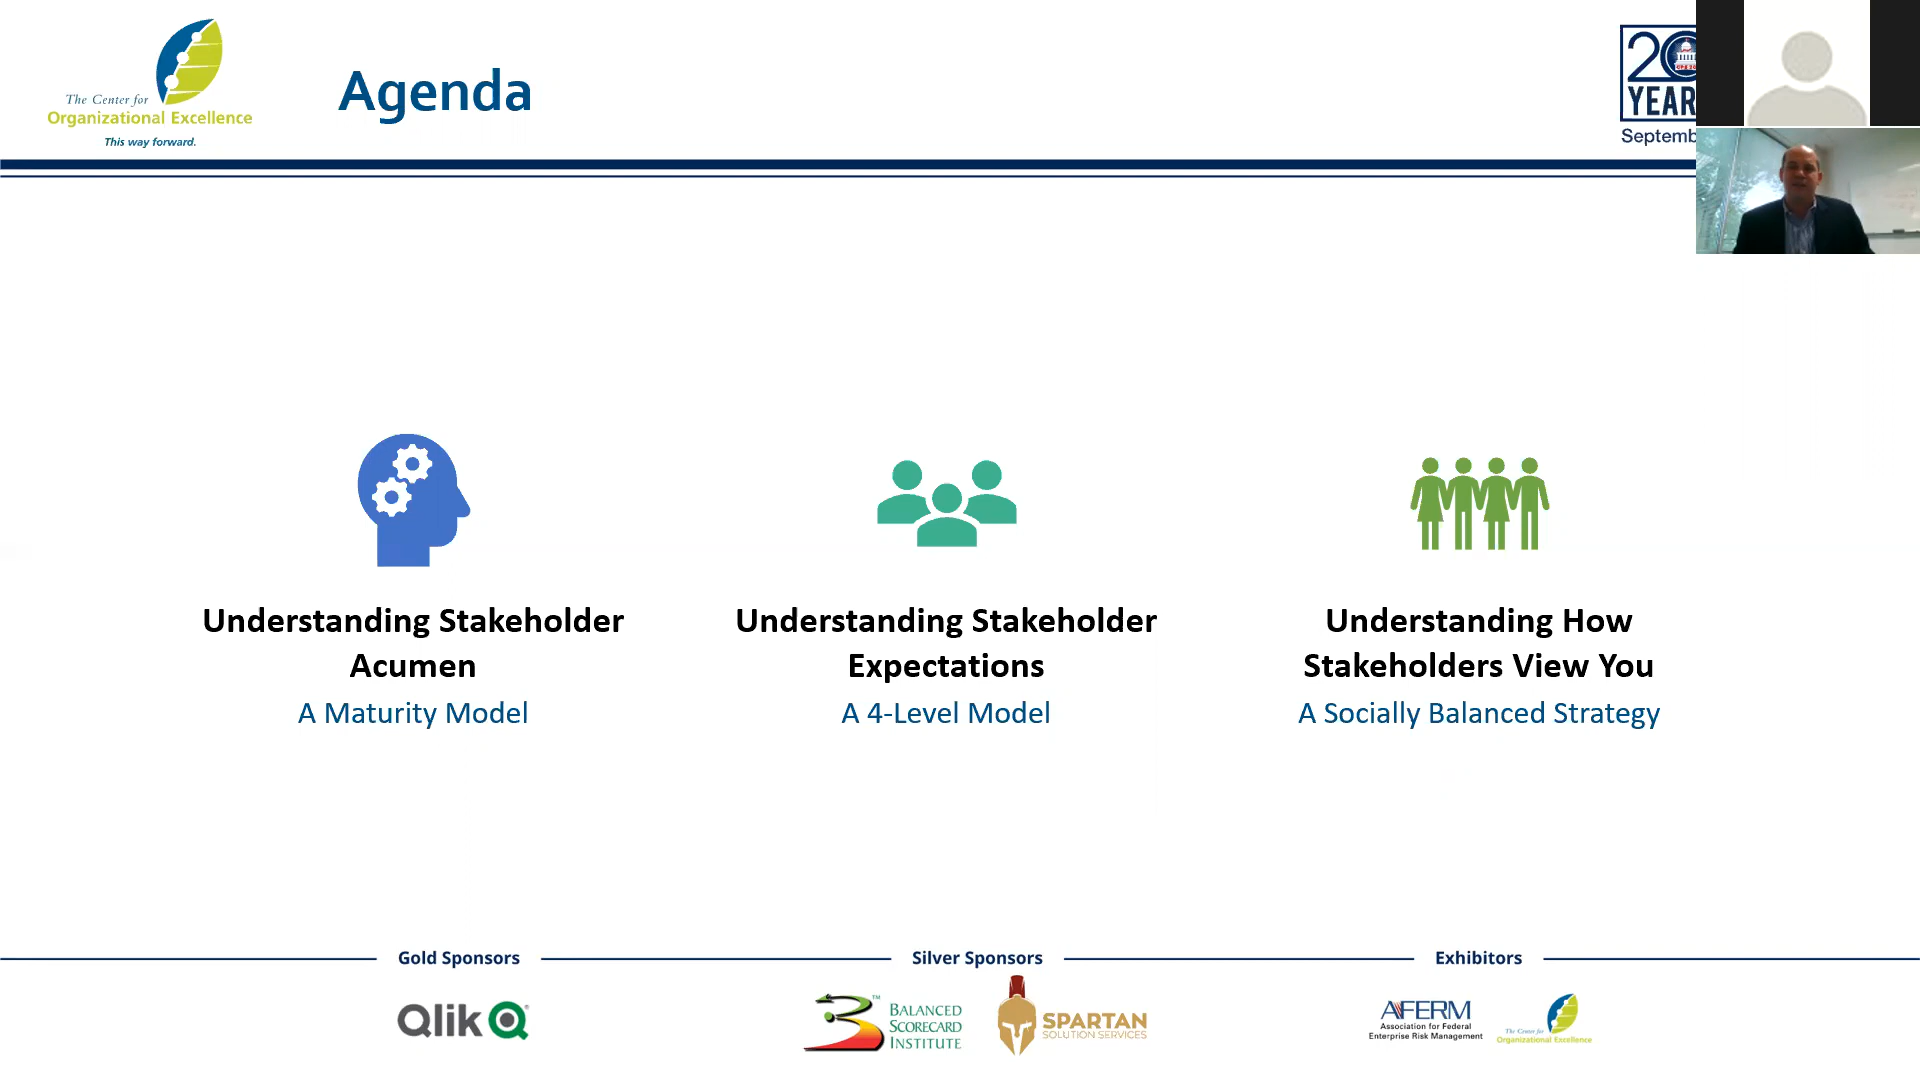 The Center for
Organizational Excellence
This way forward.
Agenda
20
YEAR
Septemb
Understanding Stakeholder
Acumen
A Maturity Model
Understanding Stakeholder
Expectations
A 4-Level Model
Understanding How
Stakeholders View You
A Socially Balanced Strategy
Gold Sponsors
Silver Sponsors
Exhibitors
Qlik
BALANCED
SCORECARD
INSTITUTE
™
SPARTAN
SOLUTION SERVICES
AFERM
Association for Federal
Enterprise Risk Management
The Center for
Organizational Excellence